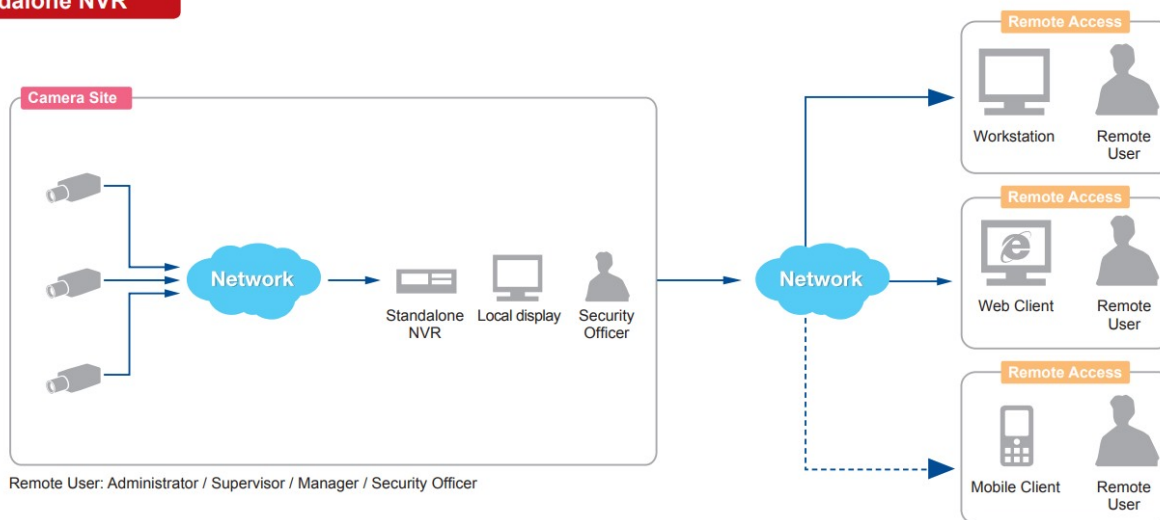 NVR
Camera Site
Network
Standalone
NVR
Local display
Security
Officer
Remote User: Administrator / Supervisor / Manager / Security Officer
Network
Remote Access
Workstation
Remote
User
Remote Access
Web Client
Remote
User
Remote Access
Mobile Client
Remote
User